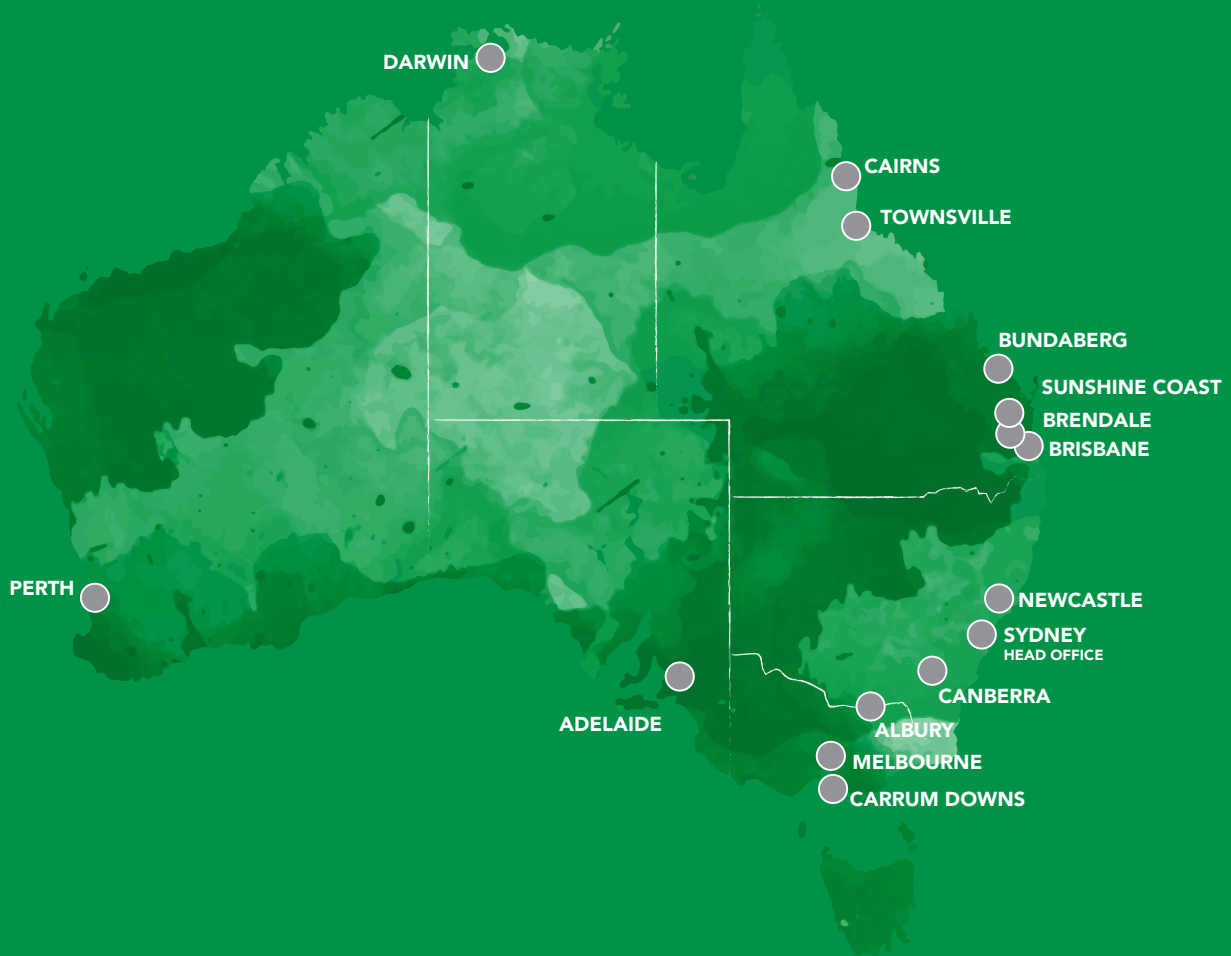 DARWIN
CAIRNS
TOWNSVILLE
BUNDABERG
SUNSHINE COAST
BRENDALE
BRISBANE
PERTH
NEWCASTLE
SYDNEY
HEAD OFFICE
CANBERRA
ADELAIDE
ALBURY
MELBOURNE
CARRUM DOWNS